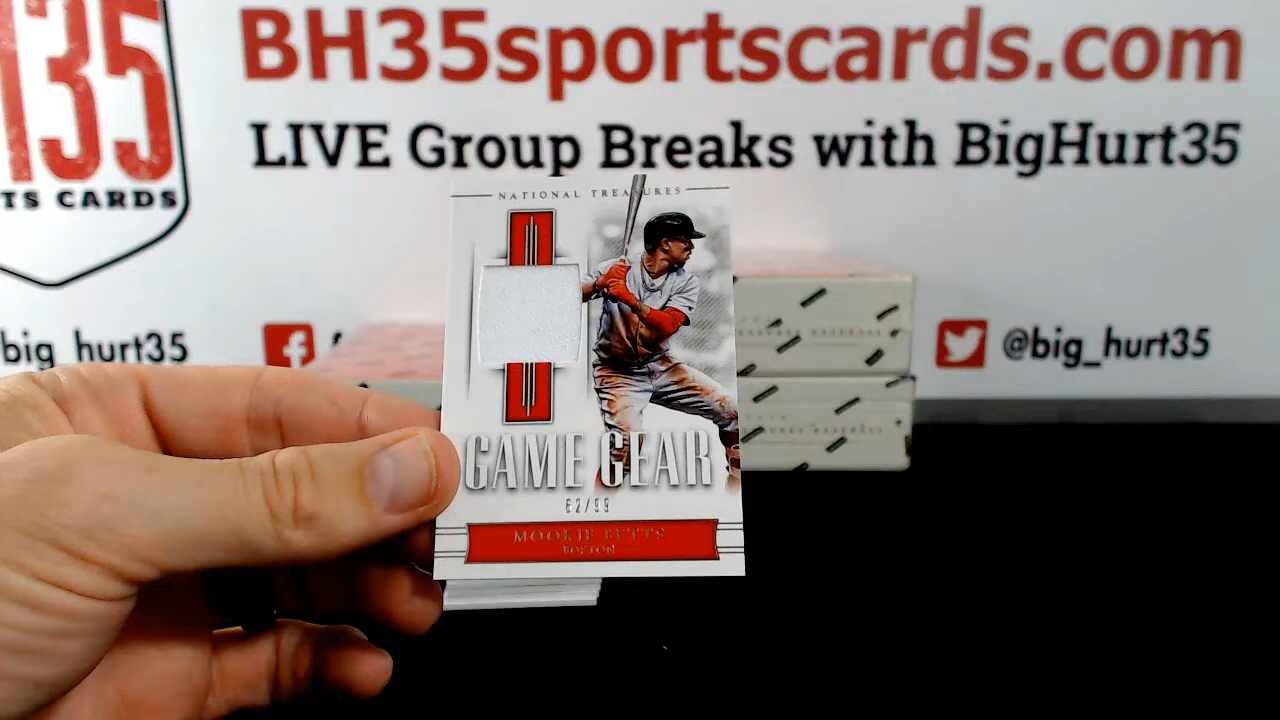 135
TS CARDS
BH35sportscards.com
LIVE Group Breaks with BigHurt35
big_hurt35
@big_hurt35
NATIONAL TREASURES
GAME GEAR
62/99
MOOKIE BETTS
BOSTON